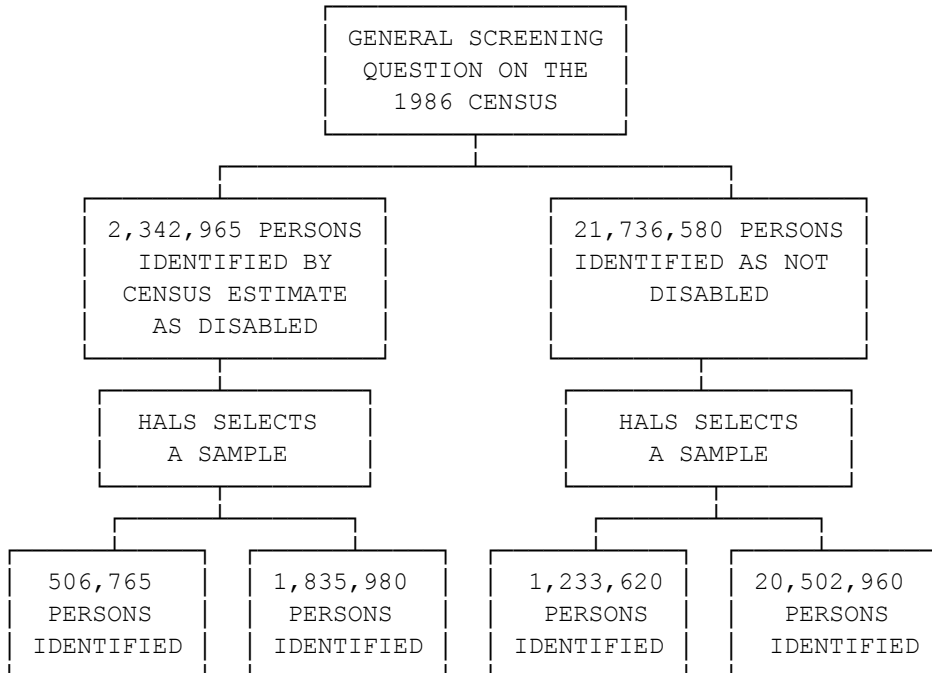 GENERAL SCREENING
QUESTION ON THE
1986 CENSUS
2,342,965 PERSONS
IDENTIFIED BY
CENSUS ESTIMATE
AS DISABLED
21,736,580 PERSONS
IDENTIFIED AS NOT
DISABLED
HALS SELECTS
A SAMPLE
HALS SELECTS
A SAMPLE
506,765
PERSONS
IDENTIFIED
1,835,980
PERSONS
IDENTIFIED
1,233,620
PERSONS
IDENTIFIED
20,502,960
PERSONS
IDENTIFIED